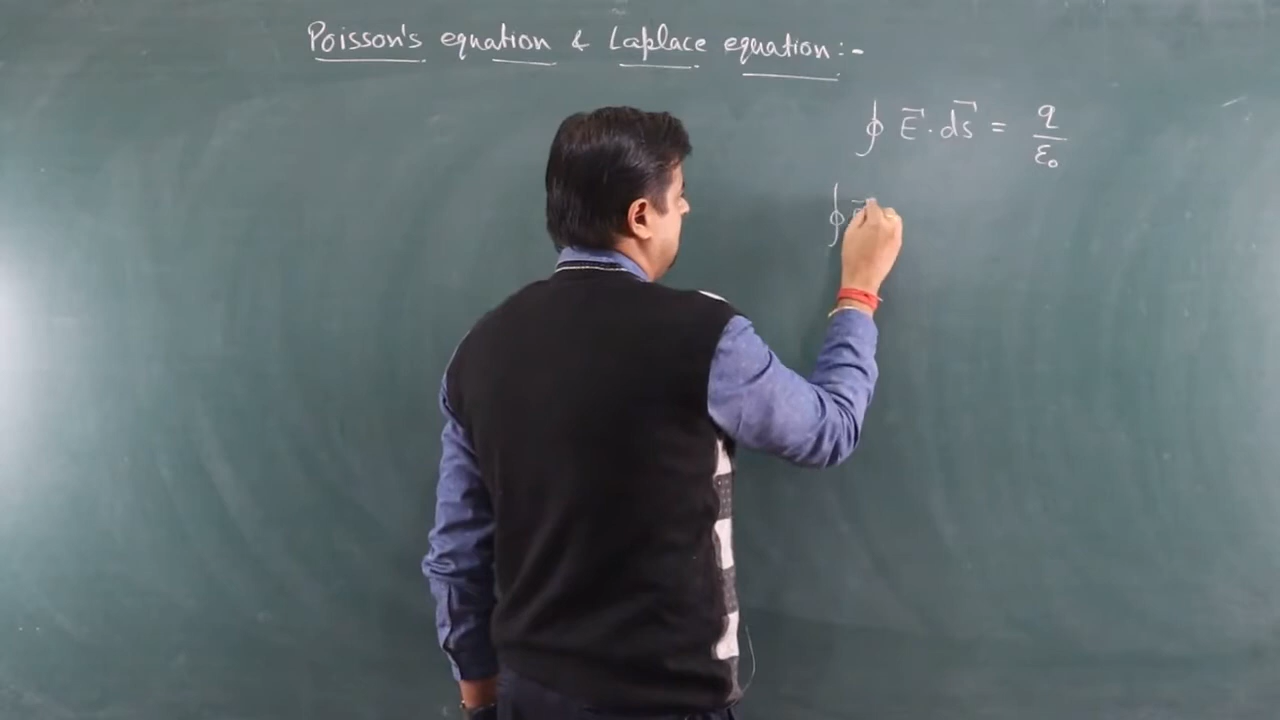 Poisson's equation & Laplace equation:-
∮ E⃗ · ds⃗ = q/ε₀
∮